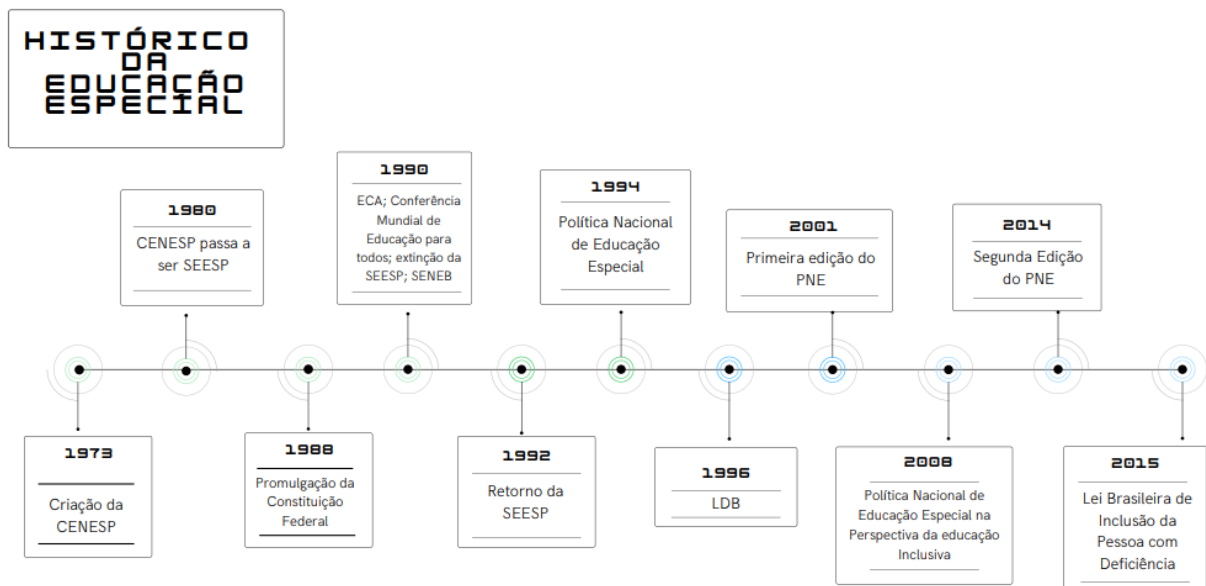 HISTÓRICO
DA
EDUCAÇÃO
ESPECIAL
1973
Criação da
CENESP
1980
CENESP passa a
ser SEESP
1988
Promulgação da
Constituição
Federal
1990
ECA; Conferência
Mundial de
Educação para
todos; extinção da
SEESP; SENEB
1992
Retorno da
SEESP
1994
Política Nacional
de Educação
Especial
1996
LDB
2001
Primeira edição do
PNE
2008
Política Nacional de
Educação Especial na
Perspectiva da educação
Inclusiva
2014
Segunda Edição
do PNE
2015
Lei Brasileira de
Inclusão da
Pessoa com
Deficiência